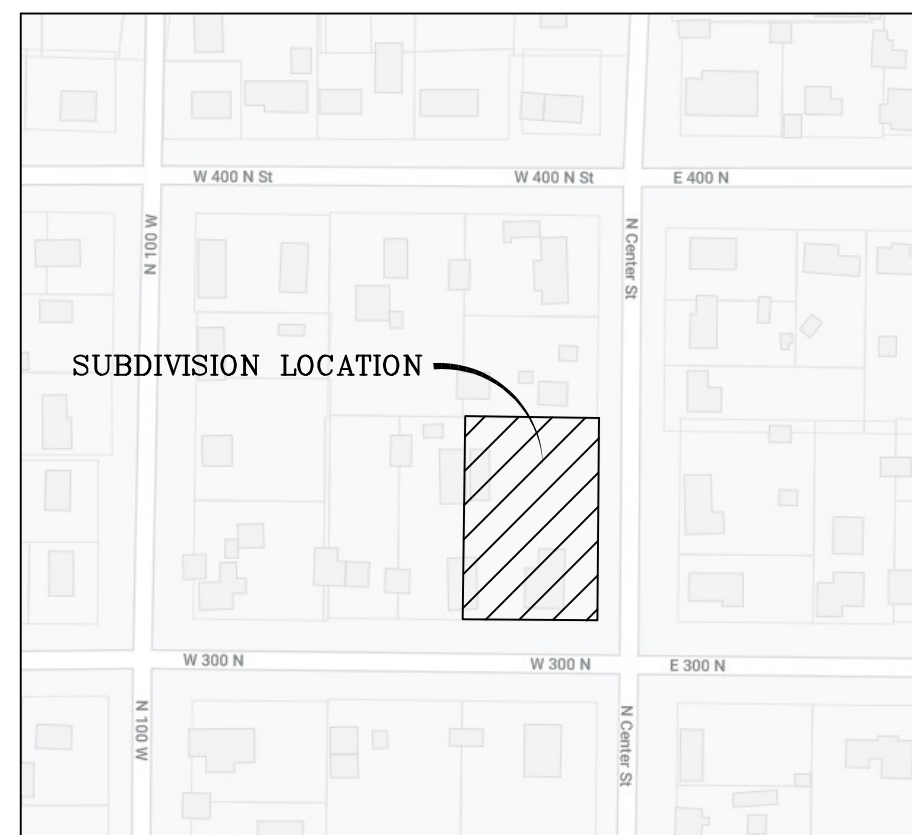 W 400 N St
W 400 N St
E 400 N
N 100 W
N Center St
SUBDIVISION LOCATION
W 300 N
W 300 N
E 300 N
N 100 W
N Center St